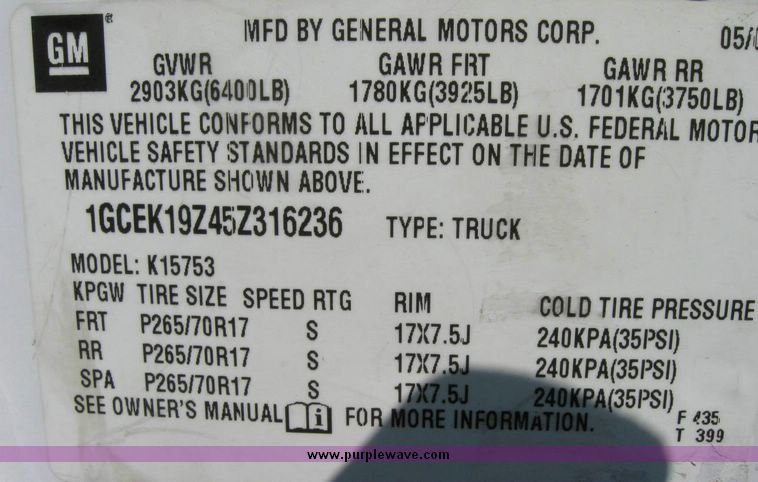 GM
MFD BY GENERAL MOTORS CORP. 05/0
GVWR GAWR FRT GAWR RR
2903KG(6400LB) 1780KG(3925LB) 1701KG(3750LB)
THIS VEHICLE CONFORMS TO ALL APPLICABLE U.S. FEDERAL MOTOR
VEHICLE SAFETY STANDARDS IN EFFECT ON THE DATE OF
MANUFACTURE SHOWN ABOVE.
1GCEK19Z45Z316236 TYPE: TRUCK
MODEL: K15753
KPGW TIRE SIZE SPEED RTG RIM COLD TIRE PRESSURE
FRT P265/70R17 S 17X7.5J 240KPA(35PSI)
RR P265/70R17 S 17X7.5J 240KPA(35PSI)
SPA P265/70R17 S 17X7.5J 240KPA(35PSI)
SEE OWNER'S MANUAL i FOR MORE INFORMATION.
F 435
T 399
www.purplewave.com